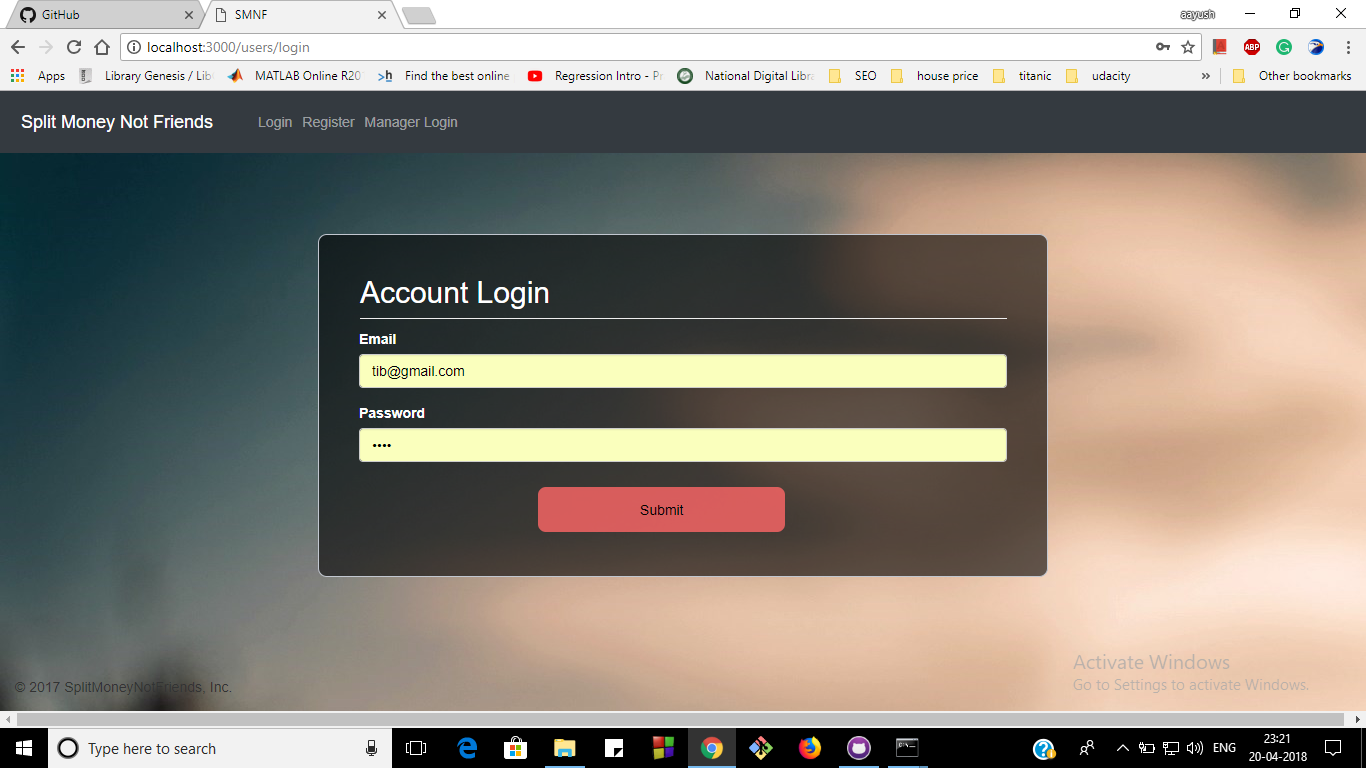 GitHub
SMNF
aayush
localhost:3000/users/login
ABP
Apps
Library Genesis / Lib
MATLAB Online R20
Find the best online
Regression Intro - Pr
National Digital Libra
SEO
house price
titanic
udacity
»
Other bookmarks
Split Money Not Friends
Login Register Manager Login
Account Login
Email
tib@gmail.com
Password
••••
Submit
Activate Windows
Go to Settings to activate Windows.
© 2017 SplitMoneyNotFriends, Inc.
Type here to search
ENG
23:21
20-04-2018